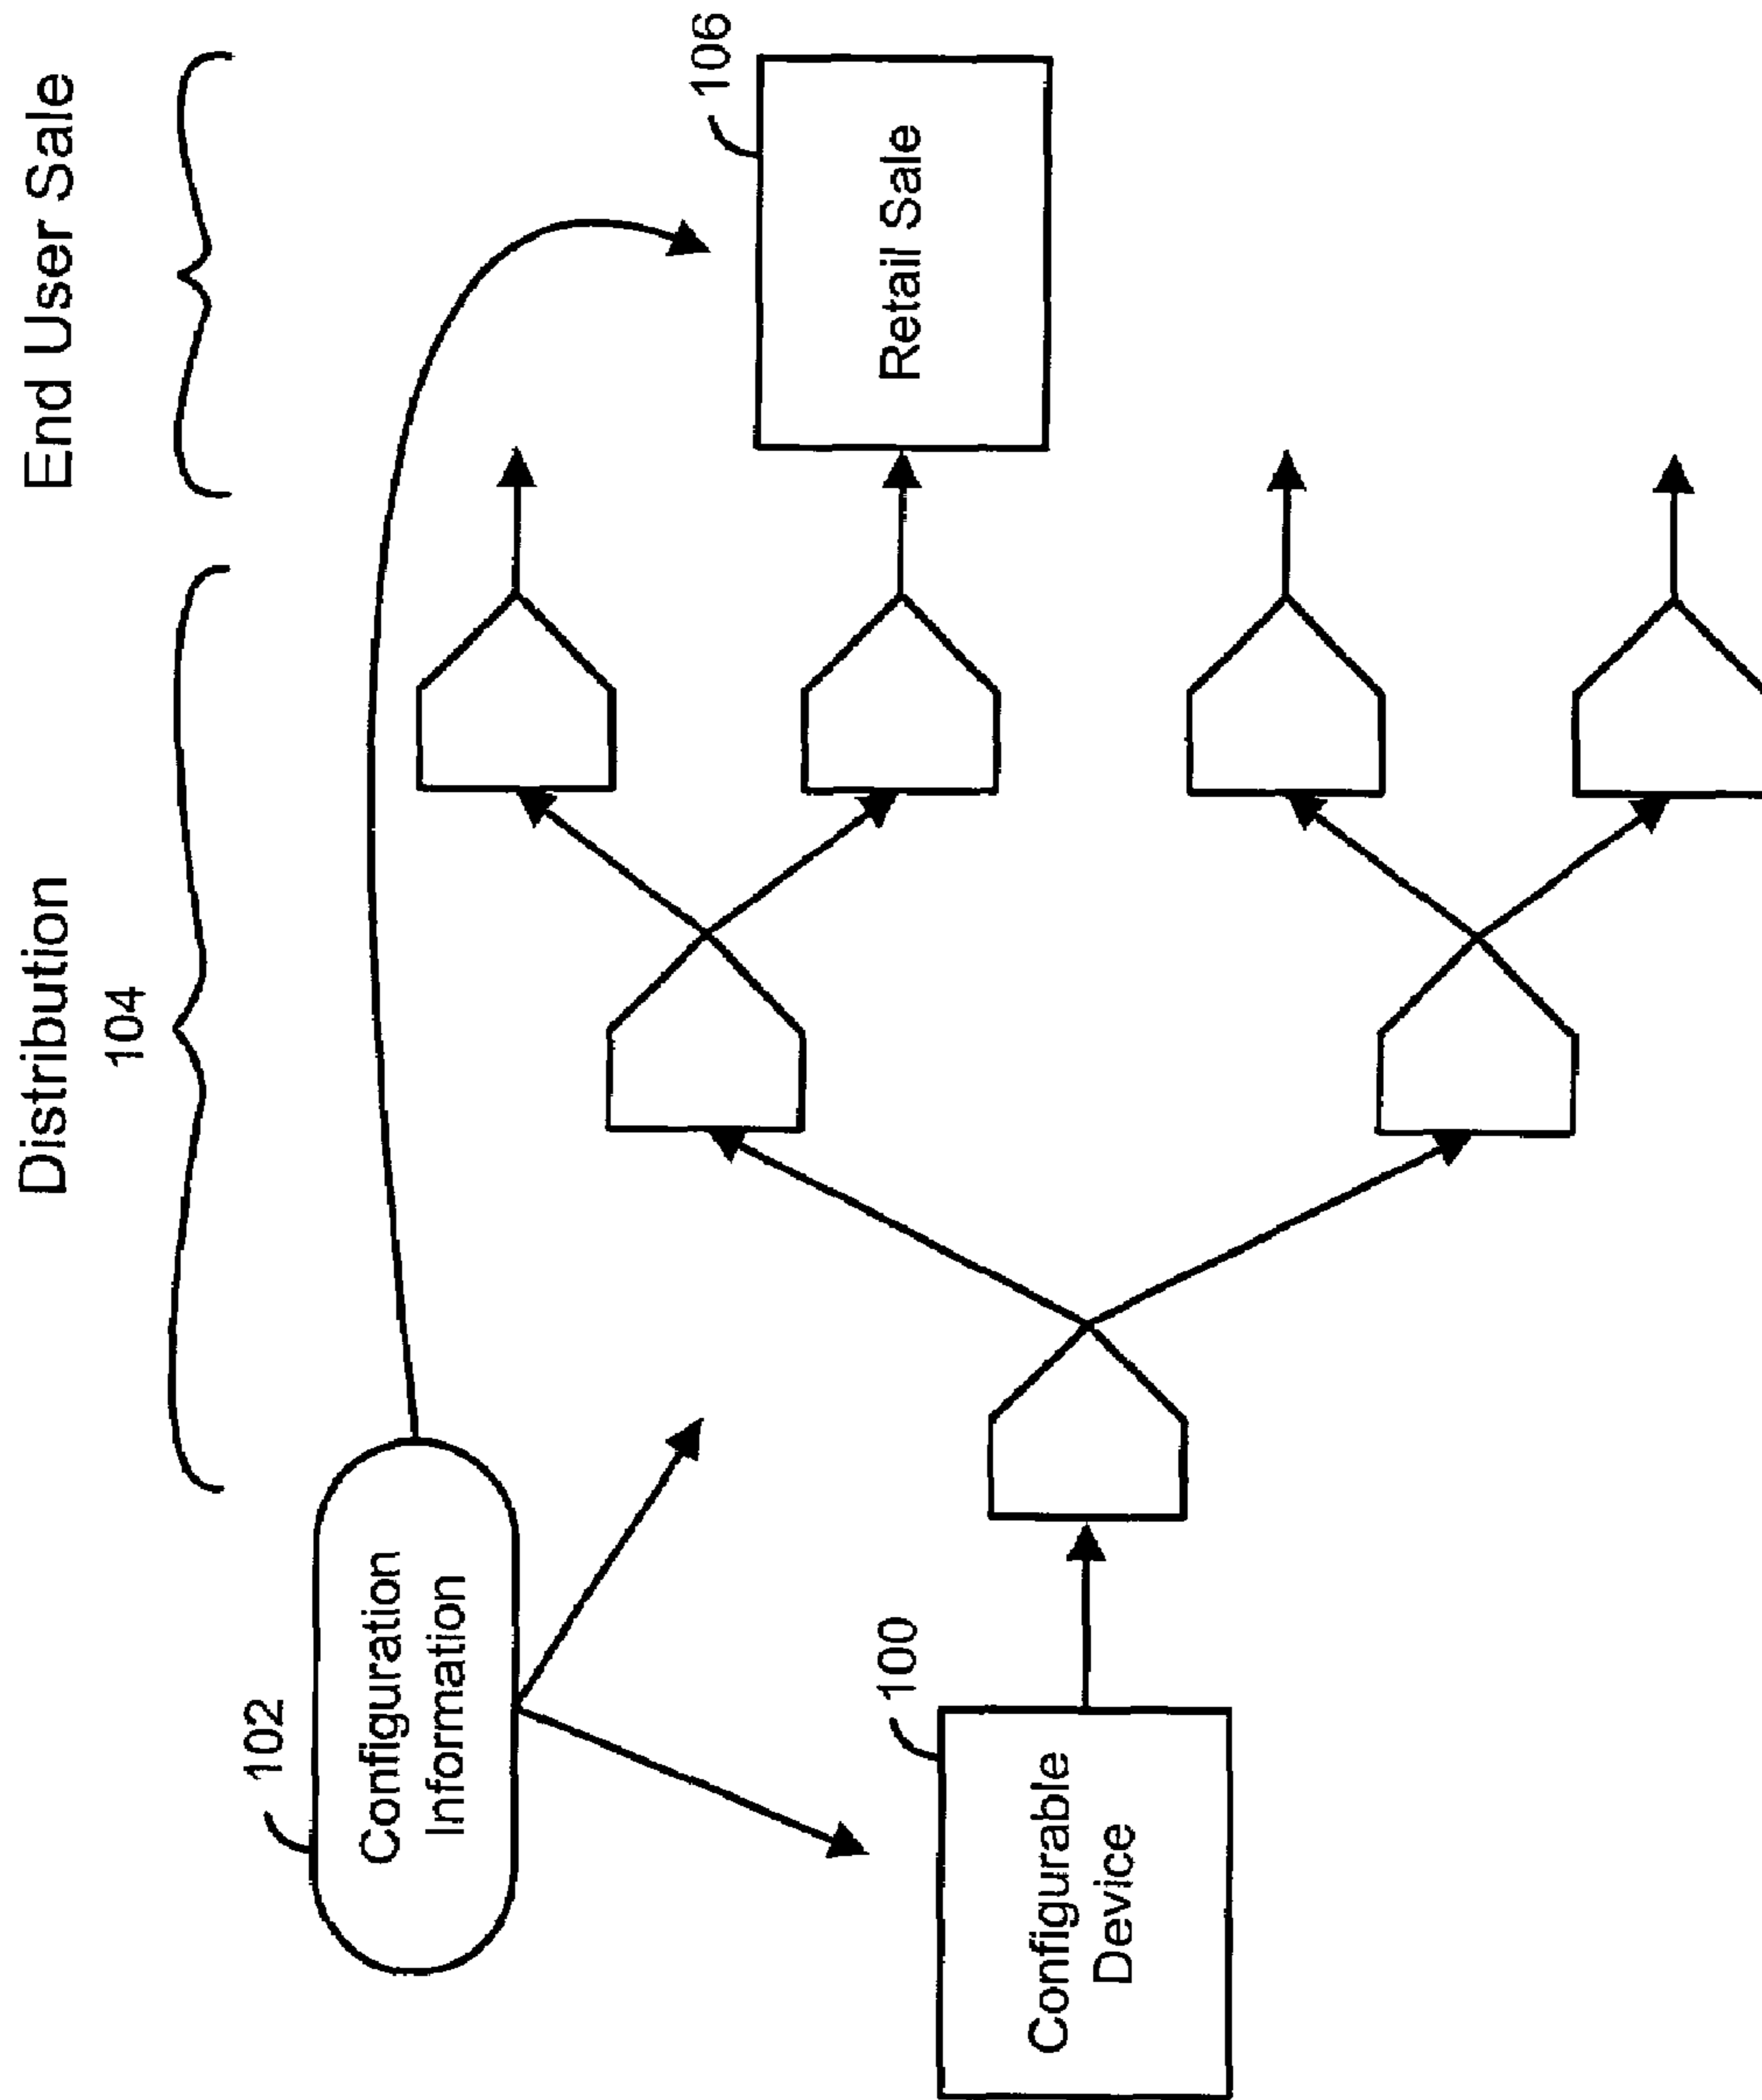 Distribution
End User Sale
104
102
Configuration
Information
106
Retail Sale
100
Configurable
Device